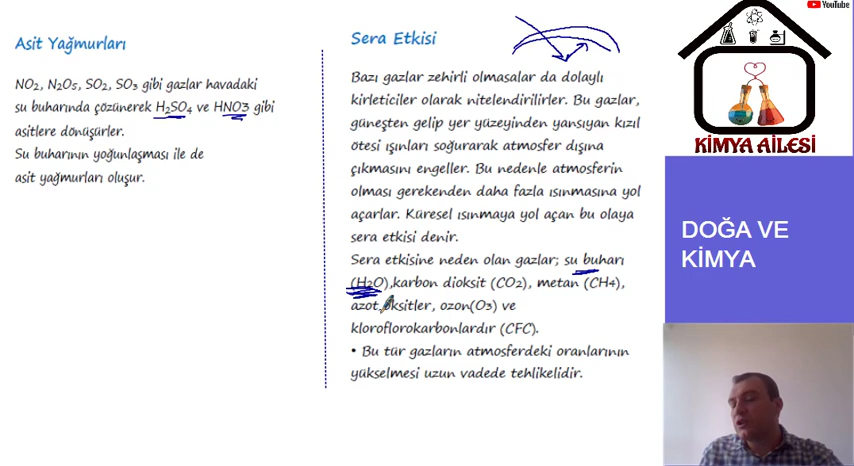 Asit Yağmurları
NO2, N2O5, SO2, SO3 gibi gazlar havadaki
su buharında çözünerek H2SO4 ve HNO3 gibi
asitlere dönüşürler.
Su buharının yoğunlaşması ile de
asit yağmurları oluşur.
Sera Etkisi
Bazı gazlar zehirli olmasalar da dolaylı
kirleticiler olarak nitelendirilirler. Bu gazlar,
güneşten gelip yer yüzeyinden yansıyan kızıl
ötesi ışınları soğurarak atmosfer dışına
çıkmasını engeller. Bu nedenle atmosferin
olması gerekenden daha fazla ısınmasına yol
açarlar. Küresel ısınmaya yol açan bu olaya
sera etkisi denir.
Sera etkisine neden olan gazlar; su buharı
(H2O),karbon dioksit (CO2), metan (CH4),
azot oksitler, ozon(O3) ve
kloroflorokarbonlardır (CFC).
• Bu tür gazların atmosferdeki oranlarının
yükselmesi uzun vadede tehlikelidir.
YouTube
KİMYA AİLESİ
DOĞA VE
KİMYA